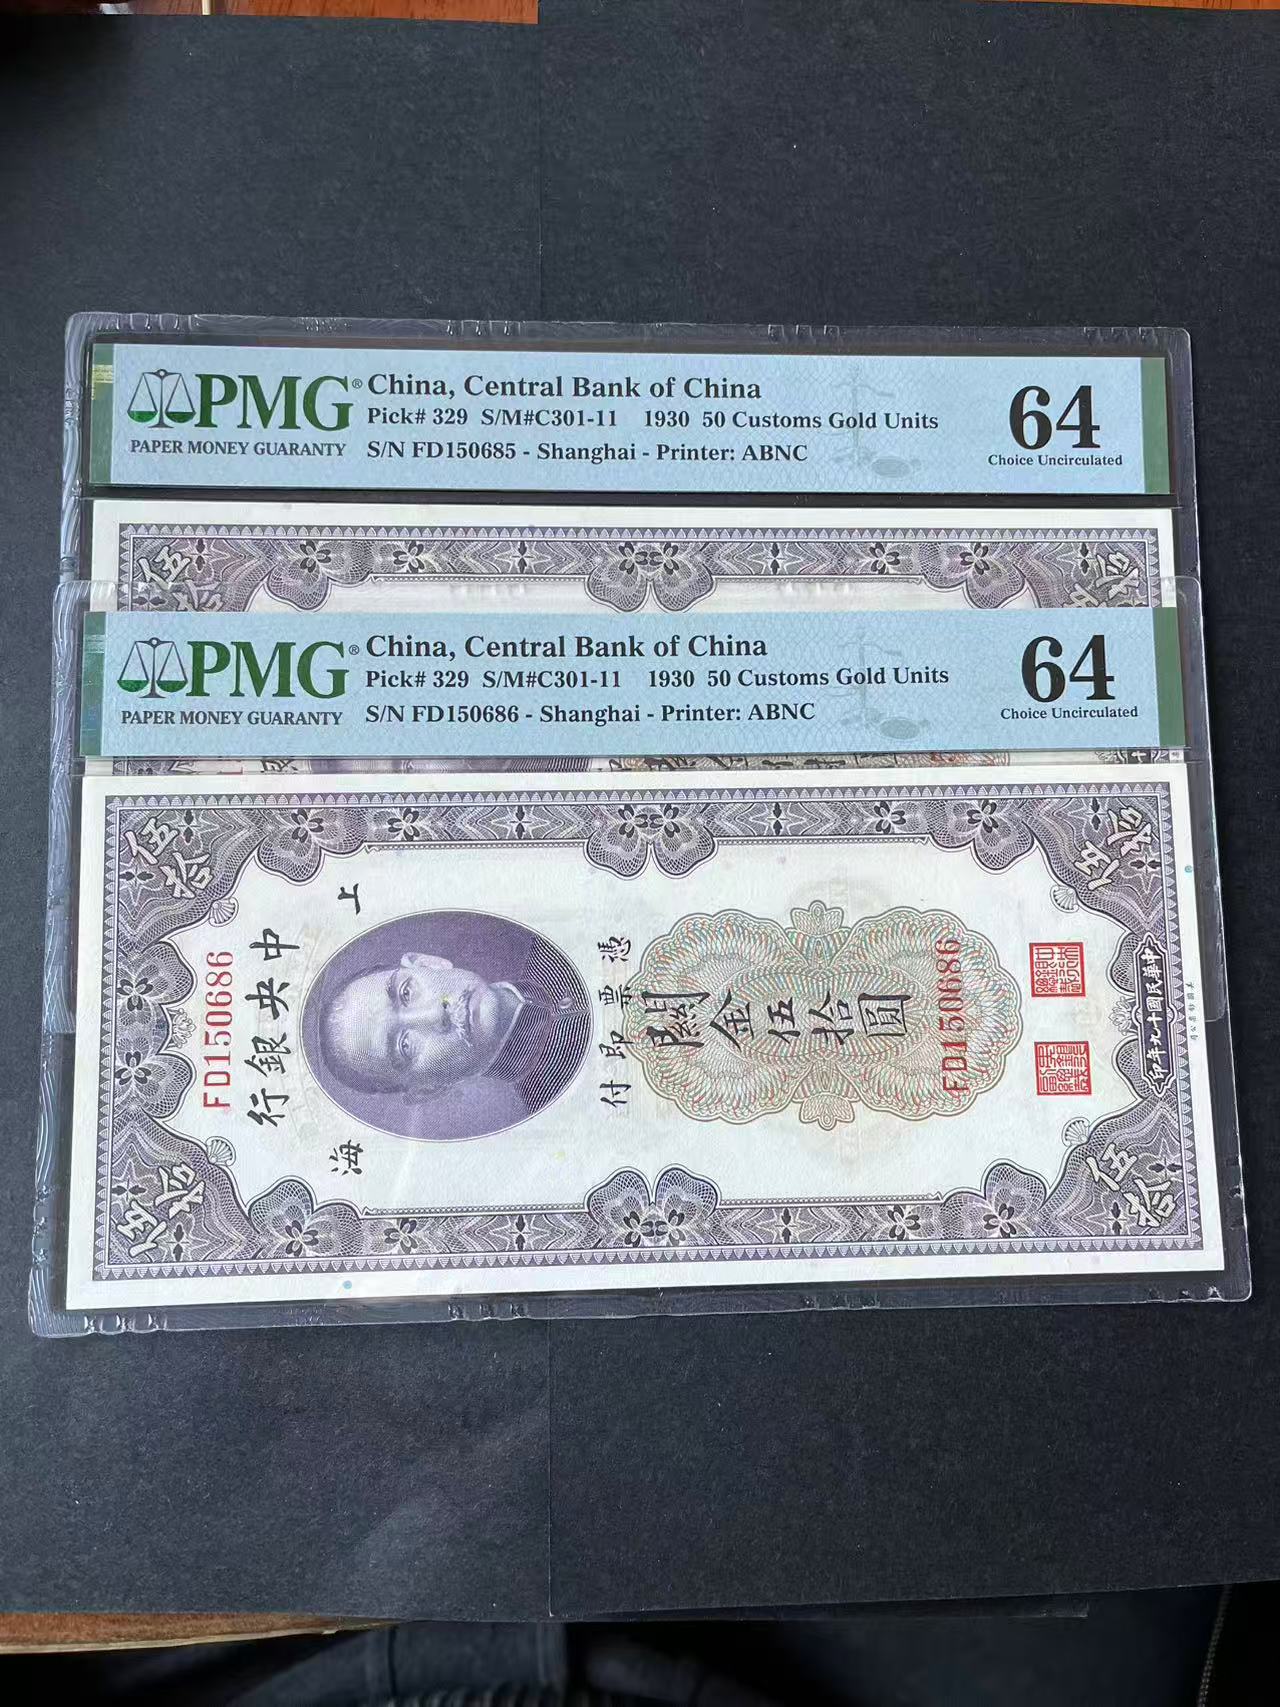 PMG® China, Central Bank of China
Pick# 329 S/M#C301-11 1930 50 Customs Gold Units
64
PAPER MONEY GUARANTY S/N FD150685 - Shanghai - Printer: ABNC
Choice Uncirculated
伍拾
伍拾
PMG® China, Central Bank of China
Pick# 329 S/M#C301-11 1930 50 Customs Gold Units
64
PAPER MONEY GUARANTY S/N FD150686 - Shanghai - Printer: ABNC
Choice Uncirculated
伍拾
伍拾
FD150686
中央銀行
上海
憑票即付
關金伍拾圓
FD150686
中華民國十九年印
伍拾
伍拾